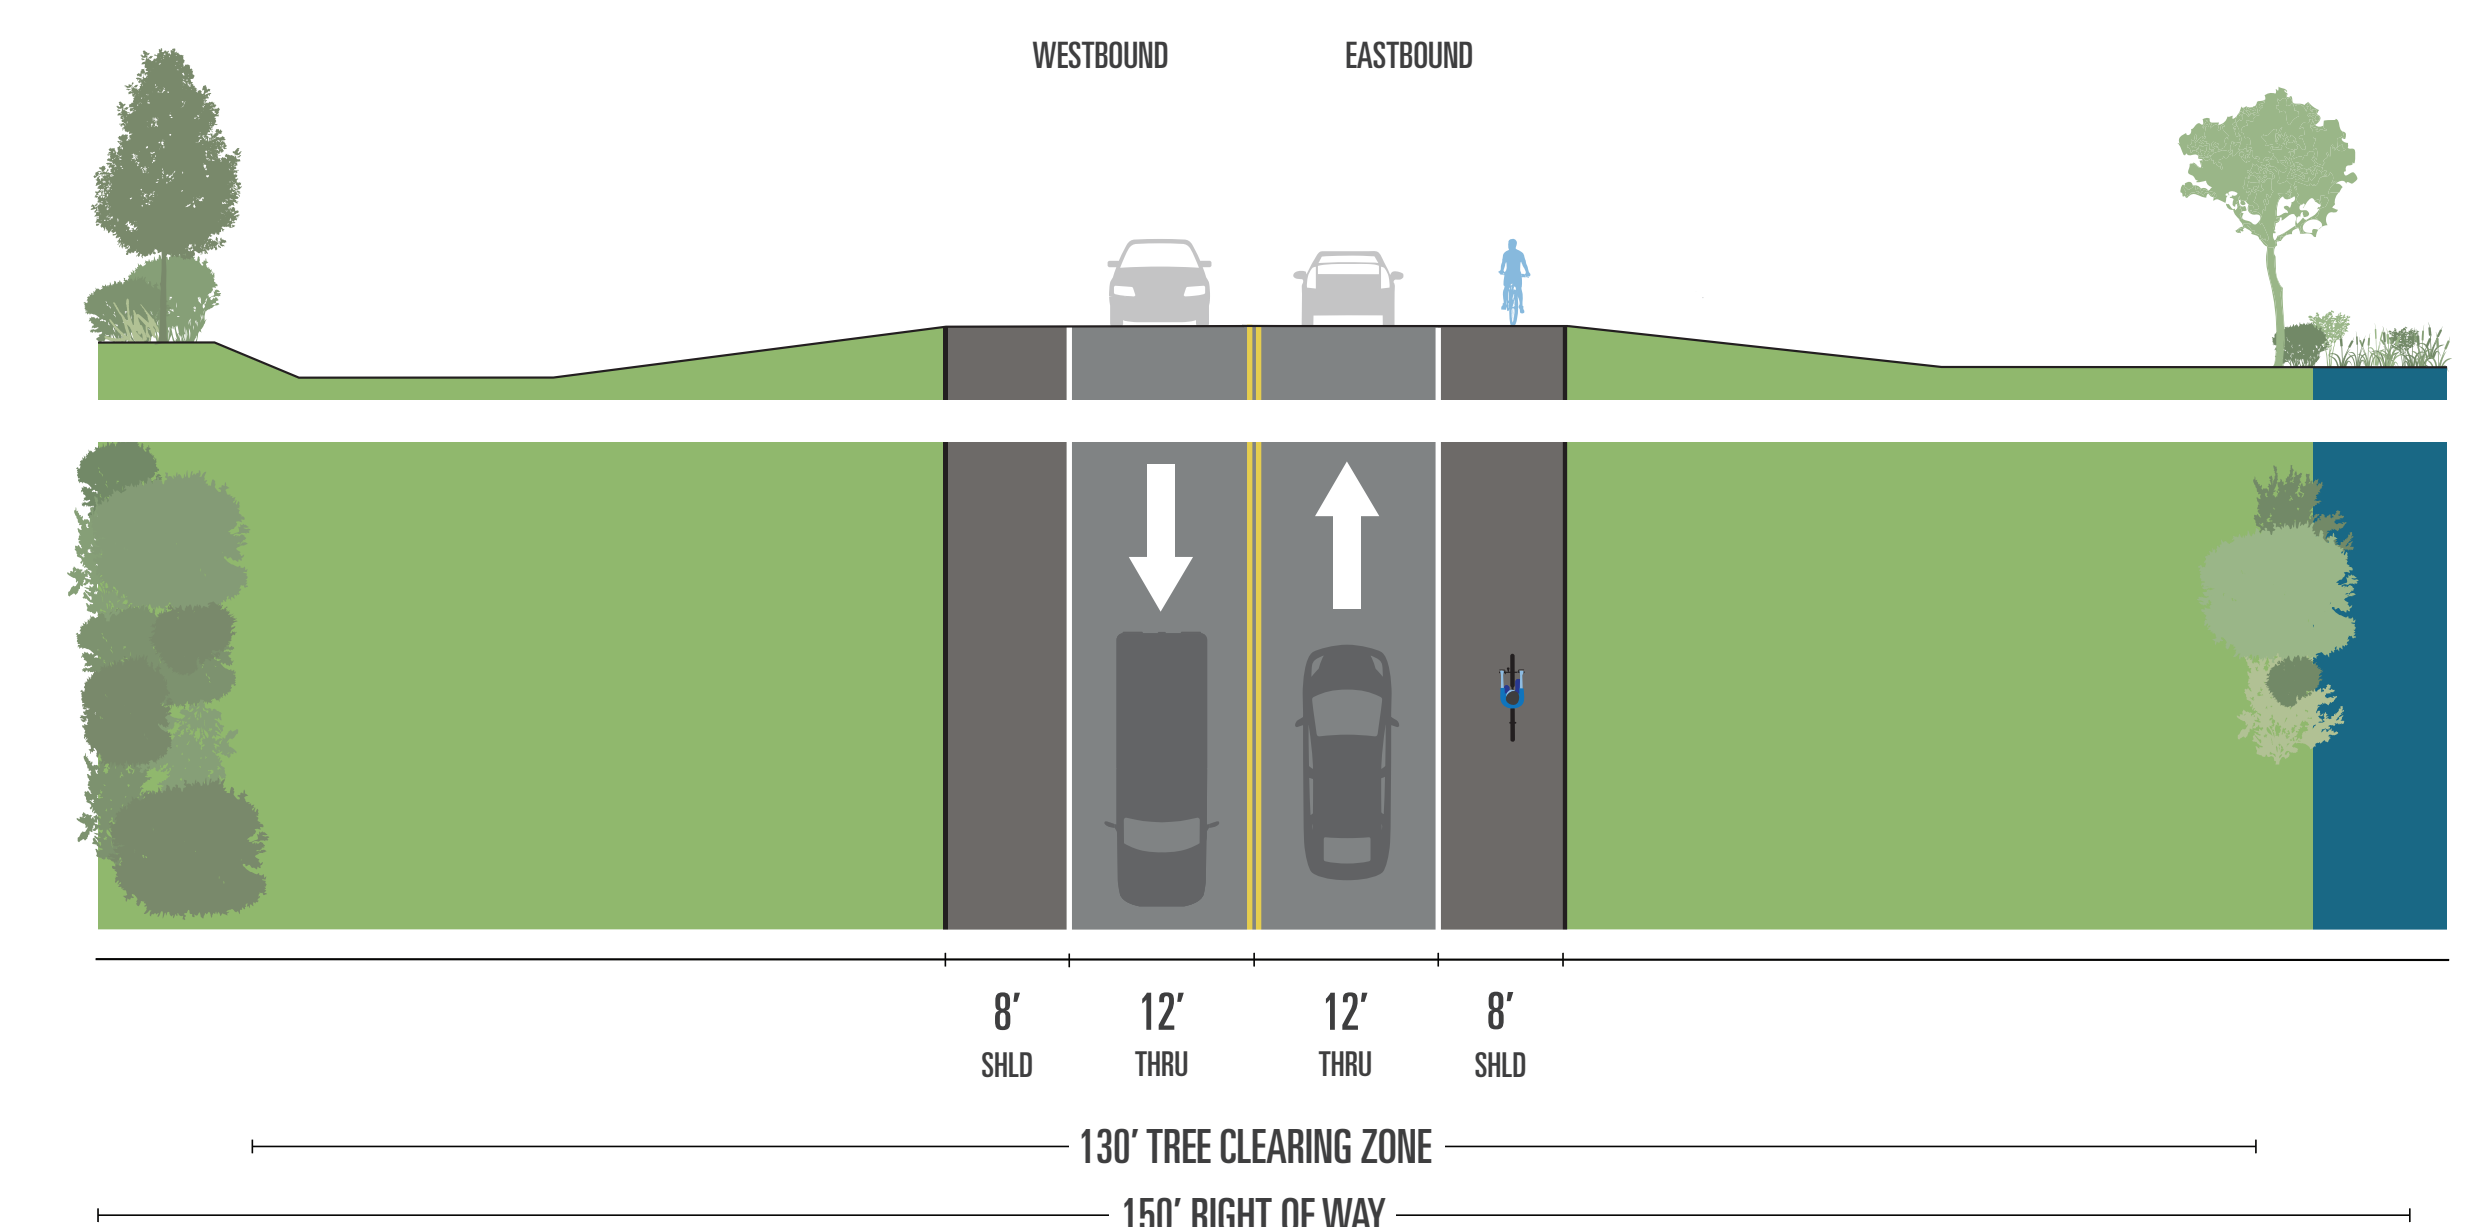 WESTBOUND EASTBOUND
8' 12' 12' 8'
SHLD THRU THRU SHLD
130' TREE CLEARING ZONE
150' RIGHT OF WAY